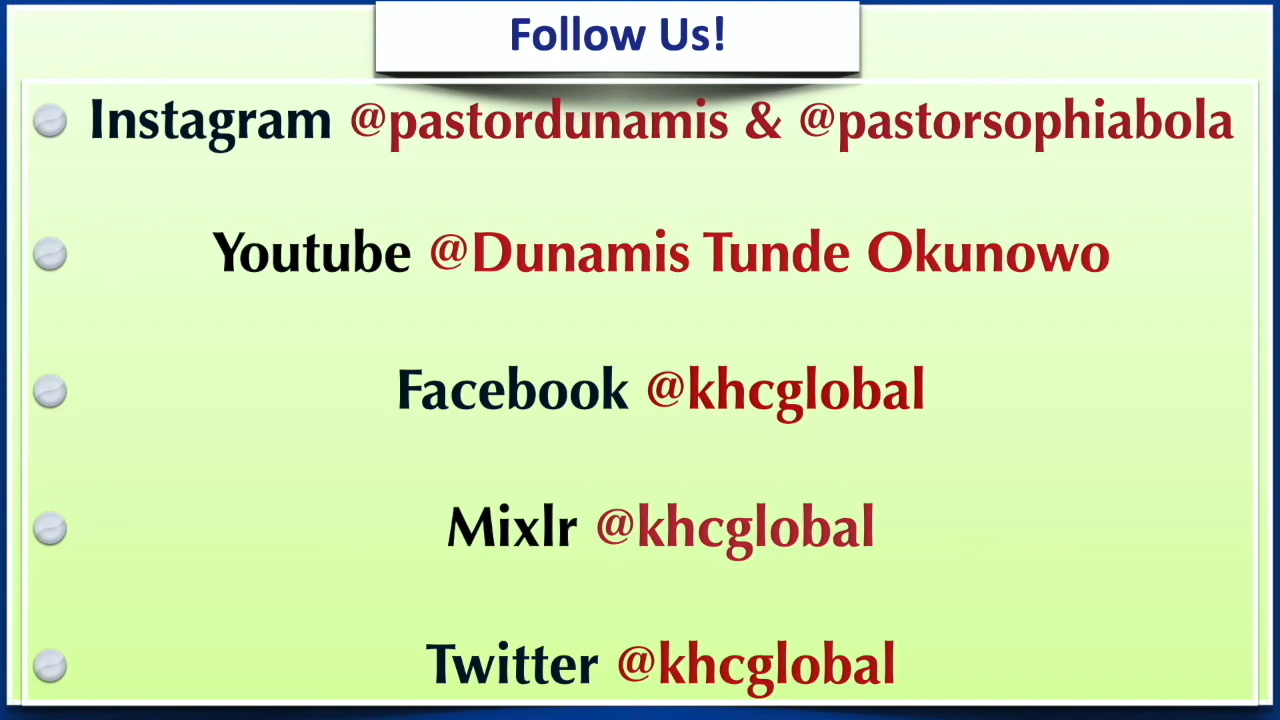 Follow Us!
Instagram @pastordunamis & @pastorsophiabola
Youtube @Dunamis Tunde Okunowo
Facebook @khcglobal
Mixlr @khcglobal
Twitter @khcglobal